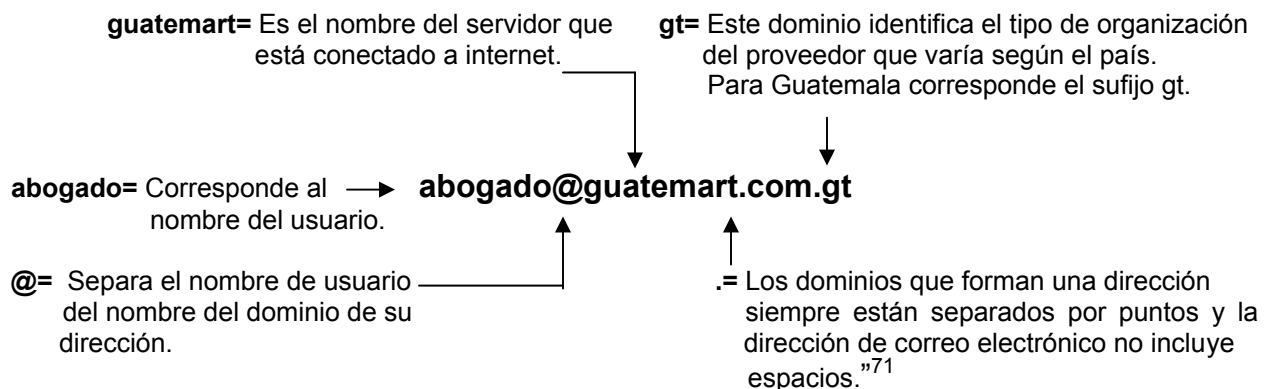 guatemart= Es el nombre del servidor que
está conectado a internet.
gt= Este dominio identifica el tipo de organización
del proveedor que varía según el país.
Para Guatemala corresponde el sufijo gt.
abogado= Corresponde al
nombre del usuario.
abogado@guatemart.com.gt
@= Separa el nombre de usuario
del nombre del dominio de su
dirección.
.= Los dominios que forman una dirección
siempre están separados por puntos y la
dirección de correo electrónico no incluye
espacios.”71